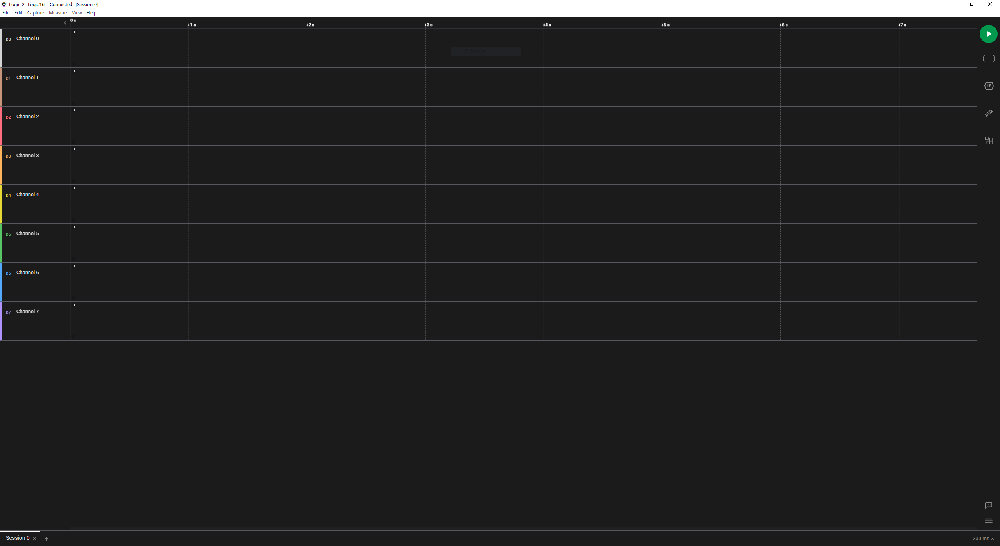 Logic 2 [Logic16 - Connected] [Session 0]
File Edit Capture Measure View Help
0 s
+1 s +2 s +3 s +4 s +5 s +6 s +7 s
D0 Channel 0
H
L
D1 Channel 1
H
L
D2 Channel 2
H
L
D3 Channel 3
H
L
D4 Channel 4
H
L
D5 Channel 5
H
L
D6 Channel 6
H
L
D7 Channel 7
H
L
1F
Session 0 × +
330 ms